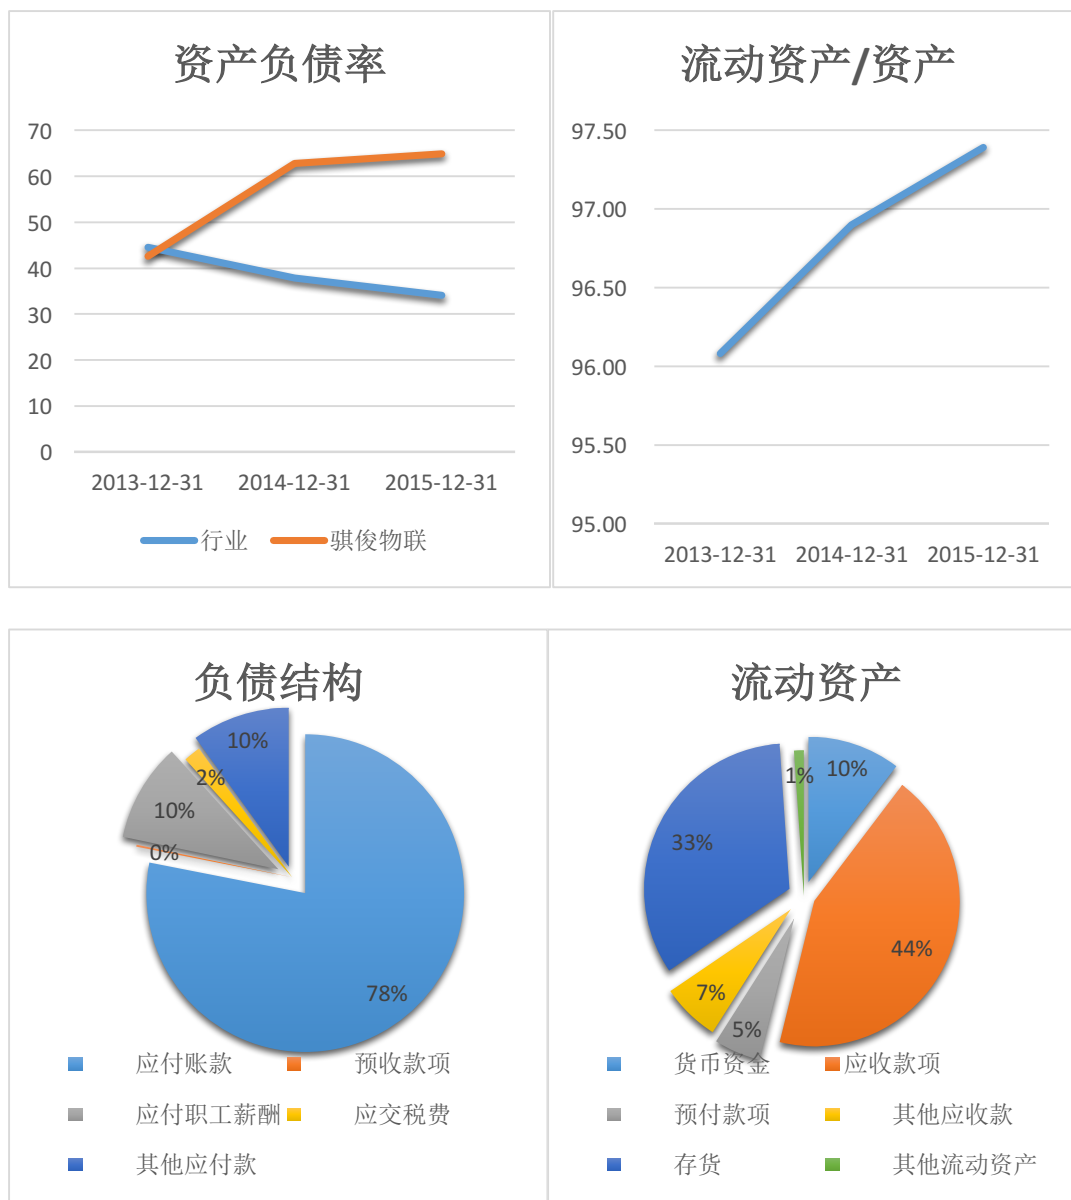 资产负债率
70
60
50
40
30
20
10
0
2013-12-31 2014-12-31 2015-12-31
行业 骐俊物联
流动资产/资产
97.50
97.00
96.50
96.00
95.50
95.00
2013-12-31 2014-12-31 2015-12-31
负债结构
10%
2%
10%
0%
78%
应付账款 预收款项
应付职工薪酬 应交税费
其他应付款
流动资产
1% 10%
33%
44%
7%
5%
货币资金 应收款项
预付款项 其他应收款
存货 其他流动资产